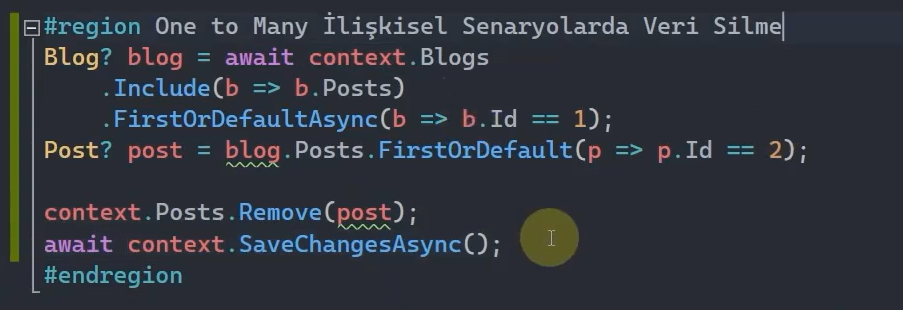 #region One to Many İlişkisel Senaryolarda Veri Silme
Blog? blog = await context.Blogs
    .Include(b => b.Posts)
    .FirstOrDefaultAsync(b => b.Id == 1);
Post? post = blog.Posts.FirstOrDefault(p => p.Id == 2);

context.Posts.Remove(post);
await context.SaveChangesAsync();
#endregion